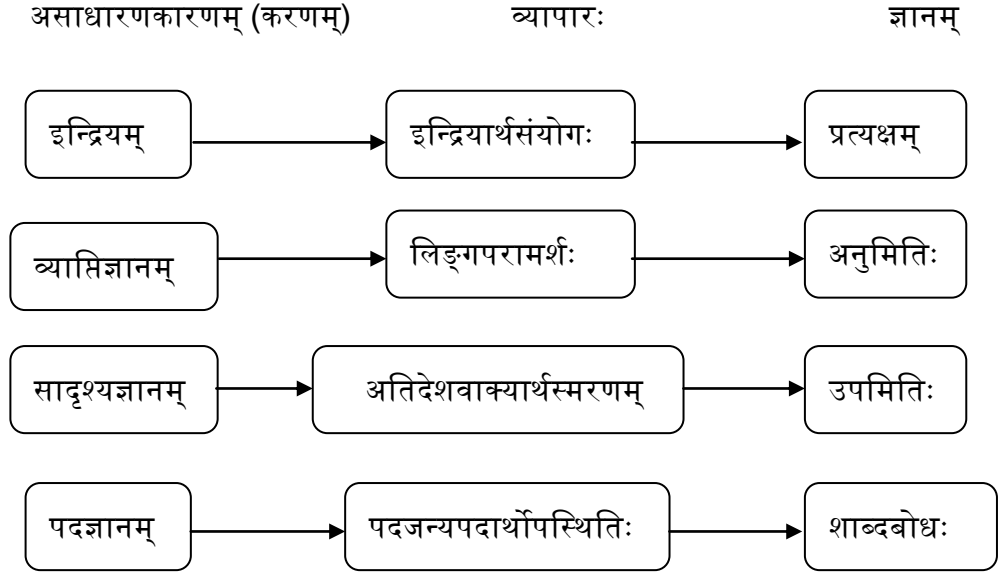 असाधारणकारणम् (करणम्) व्यापारः ज्ञानम्
इन्द्रियम् इन्द्रियार्थसंयोगः प्रत्यक्षम्
व्याप्तिज्ञानम् लिङ्गपरामर्शः अनुमितिः
सादृश्यज्ञानम् अतिदेशवाक्यार्थस्मरणम् उपमितिः
पदज्ञानम् पदजन्यपदार्थोपस्थितिः शाब्दबोधः